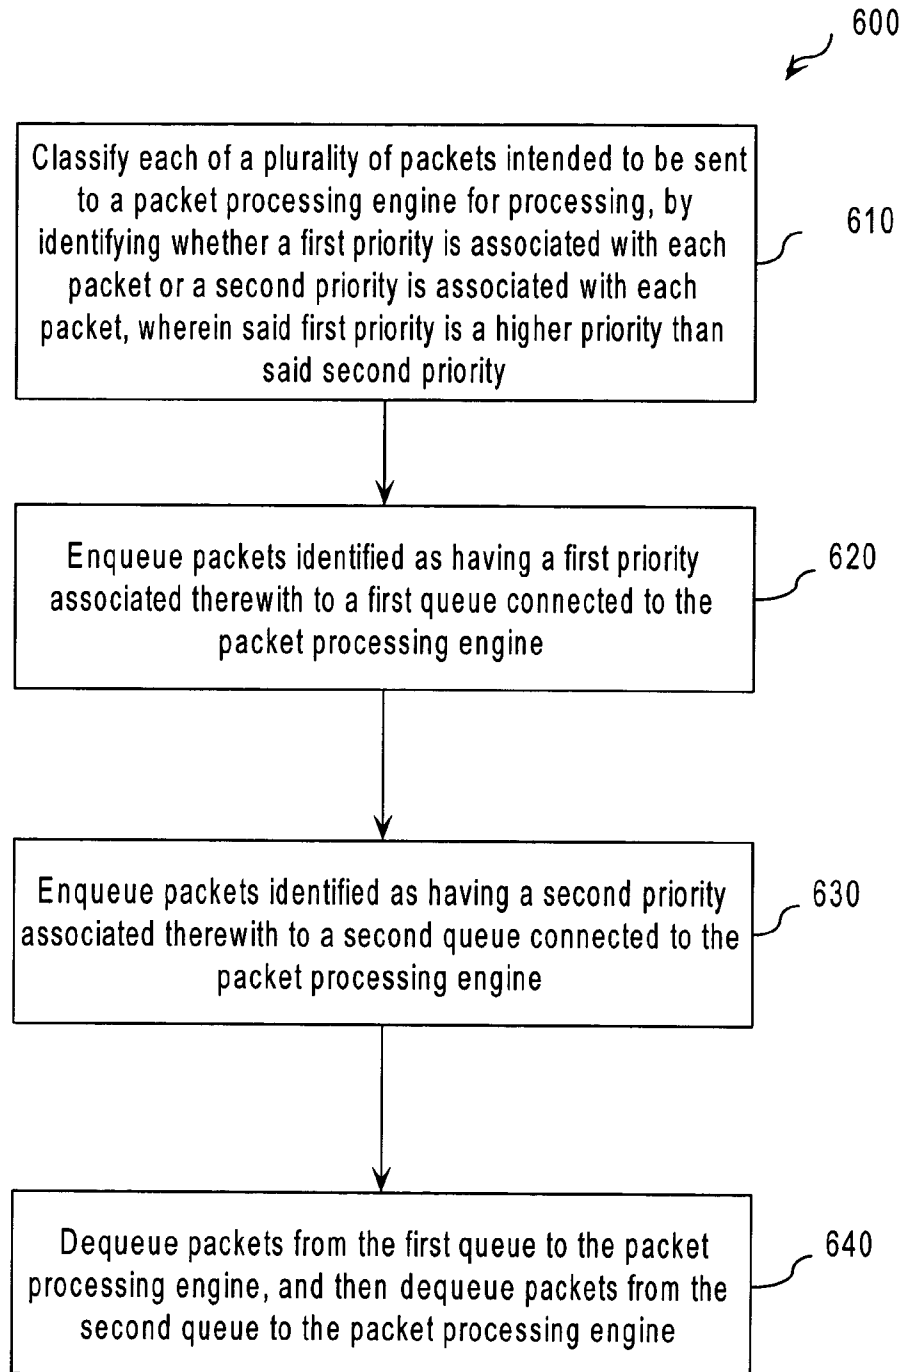 600
Classify each of a plurality of packets intended to be sent
to a packet processing engine for processing, by
identifying whether a first priority is associated with each
packet or a second priority is associated with each
packet, wherein said first priority is a higher priority than
said second priority
610
Enqueue packets identified as having a first priority
associated therewith to a first queue connected to the
packet processing engine
620
Enqueue packets identified as having a second priority
associated therewith to a second queue connected to the
packet processing engine
630
Dequeue packets from the first queue to the packet
processing engine, and then dequeue packets from the
second queue to the packet processing engine
640